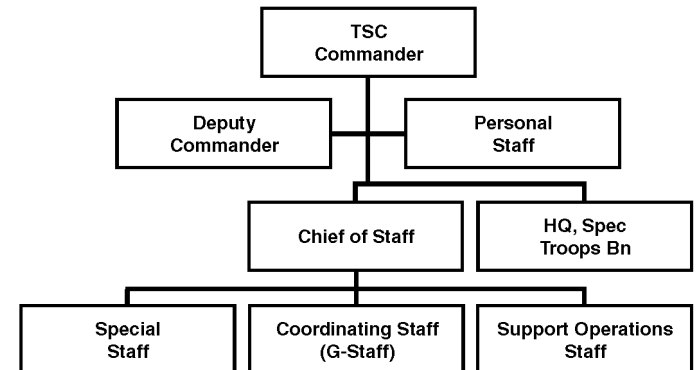 TSC
Commander
Deputy
Commander
Personal
Staff
Chief of Staff
HQ, Spec
Troops Bn
Special
Staff
Coordinating Staff
(G-Staff)
Support Operations
Staff